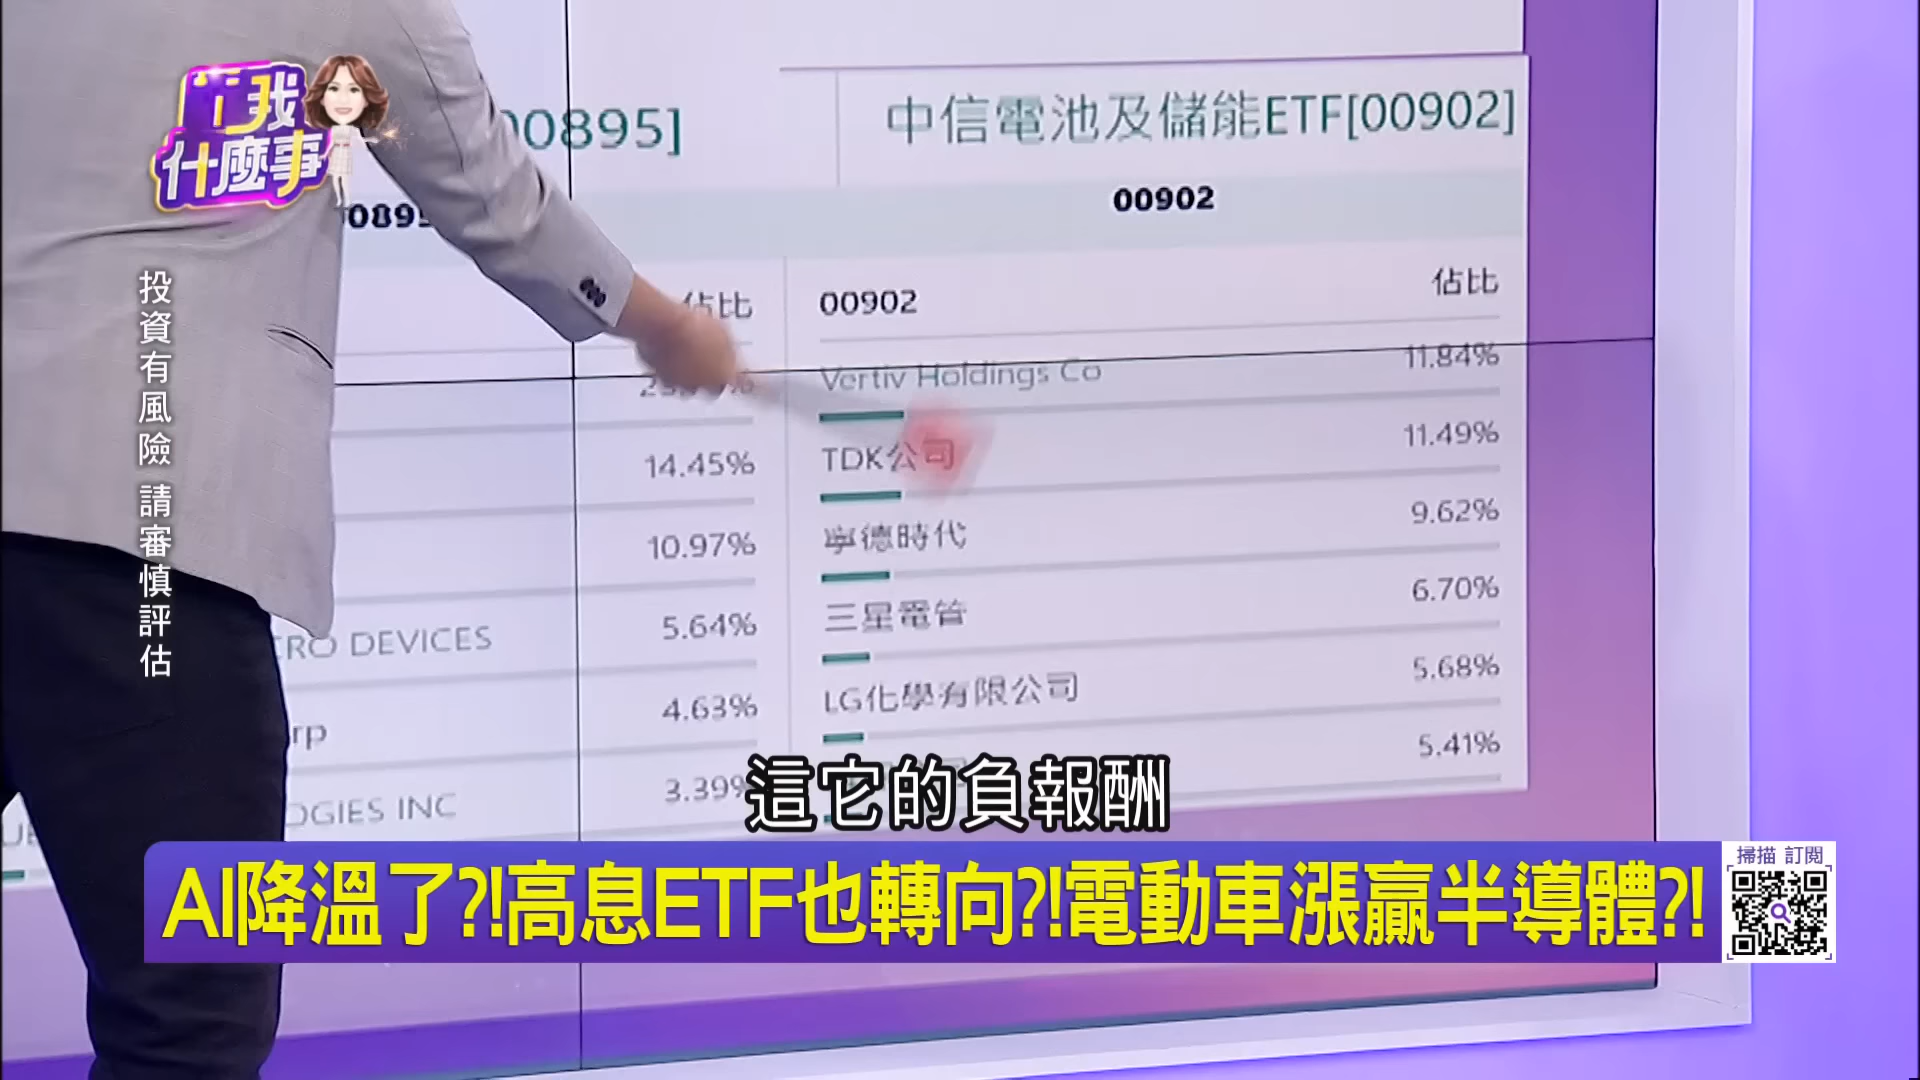 我
什麼事
投資有風險 請審慎評估
00895]
中信電池及儲能ETF[00902]
00902
佔比
00902
佔比
Vertiv Holdings Co
11.84%
14.45%
TDK公司
11.49%
10.97%
寧德時代
9.62%
5.64%
三星電管
6.70%
DEVICES
4.63%
LG化學有限公司
5.68%
3.39%
5.41%
INC
這它的負報酬
AI降溫了?!高息ETF也轉向?!電動車漲贏半導體?!
掃描 訂閱